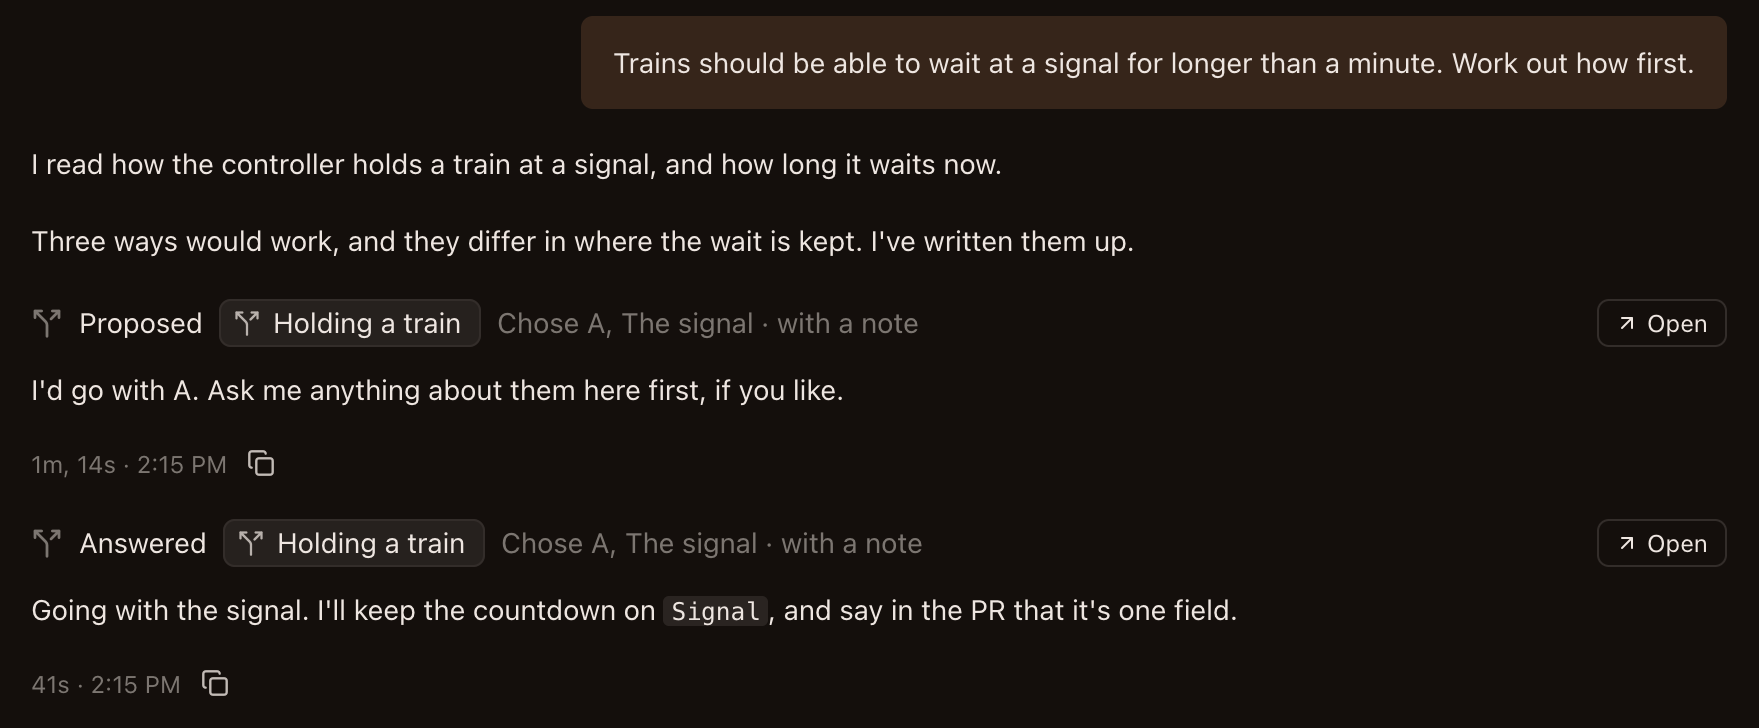 Trains should be able to wait at a signal for longer than a minute. Work out how first.
I read how the controller holds a train at a signal, and how long it waits now.
Three ways would work, and they differ in where the wait is kept. I've written them up.
Proposed Holding a train Chose A, The signal · with a note Open
I'd go with A. Ask me anything about them here first, if you like.
1m, 14s · 2:15 PM
Answered Holding a train Chose A, The signal · with a note Open
Going with the signal. I'll keep the countdown on Signal, and say in the PR that it's one field.
41s · 2:15 PM